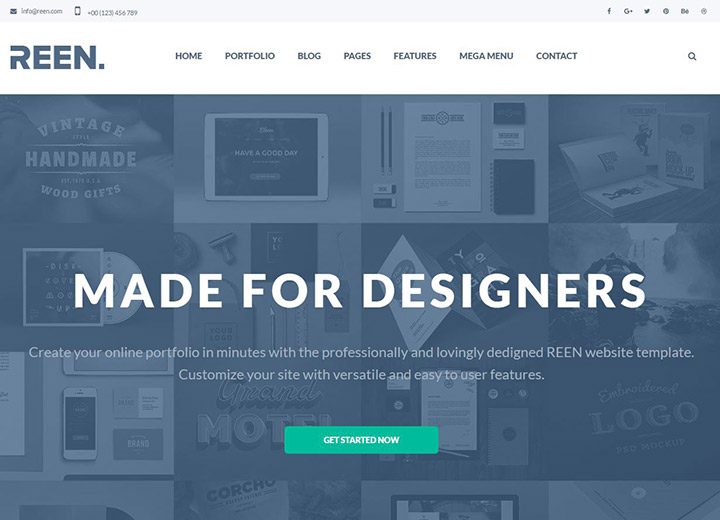 info@reen.com +00 (123) 456 789
REEN. HOME PORTFOLIO BLOG PAGES FEATURES MEGA MENU CONTACT
VINTAGE
STYLE
HANDMADE
WOOD GIFTS
HAVE A GOOD DAY
MADE FOR DESIGNERS
Create your online portfolio in minutes with the professionally and lovingly dedigned REEN website template.
Customize your site with versatile and easy to user features.
YOUR
LOGO
BRAND
Grand
MOTEL
Embroidered
LOGO
PSD MOCKUP
GET STARTED NOW
CORCHO